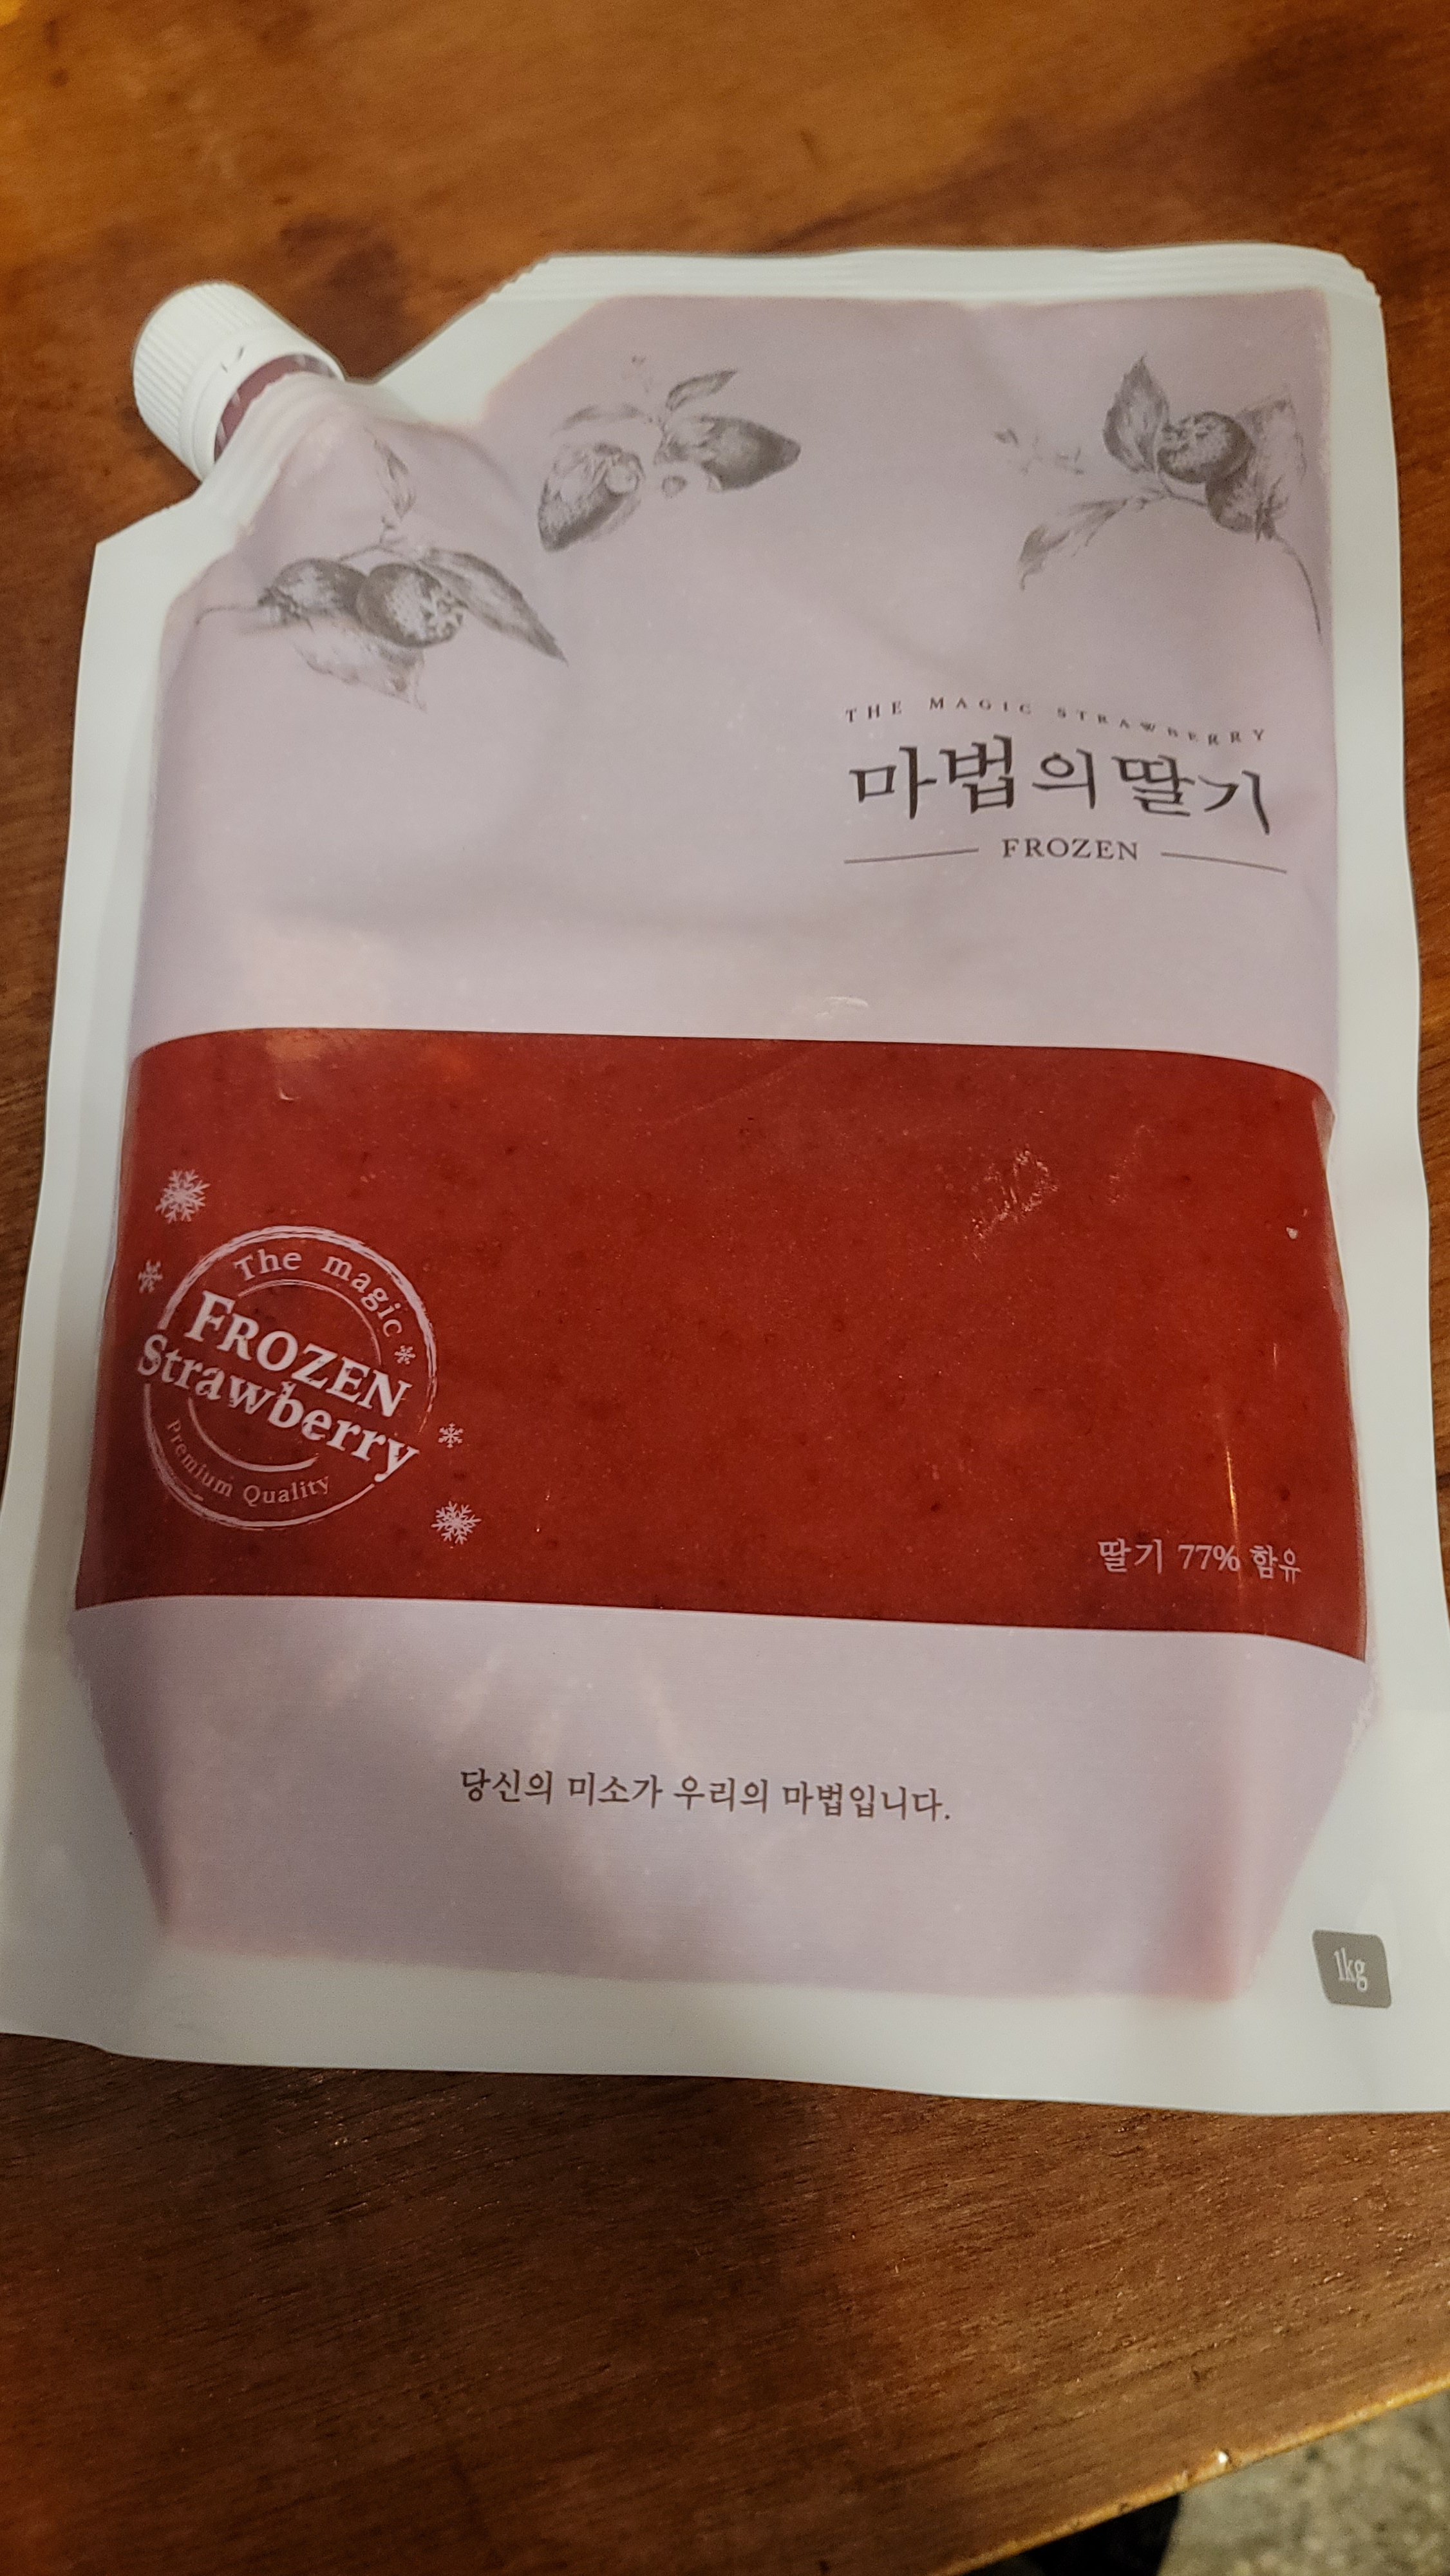 THE MAGIC STRAWBERRY
마법의딸기
FROZEN
The magic
FROZEN
Strawberry
Premium Quality
딸기 77% 함유
당신의 미소가 우리의 마법입니다.
1kg